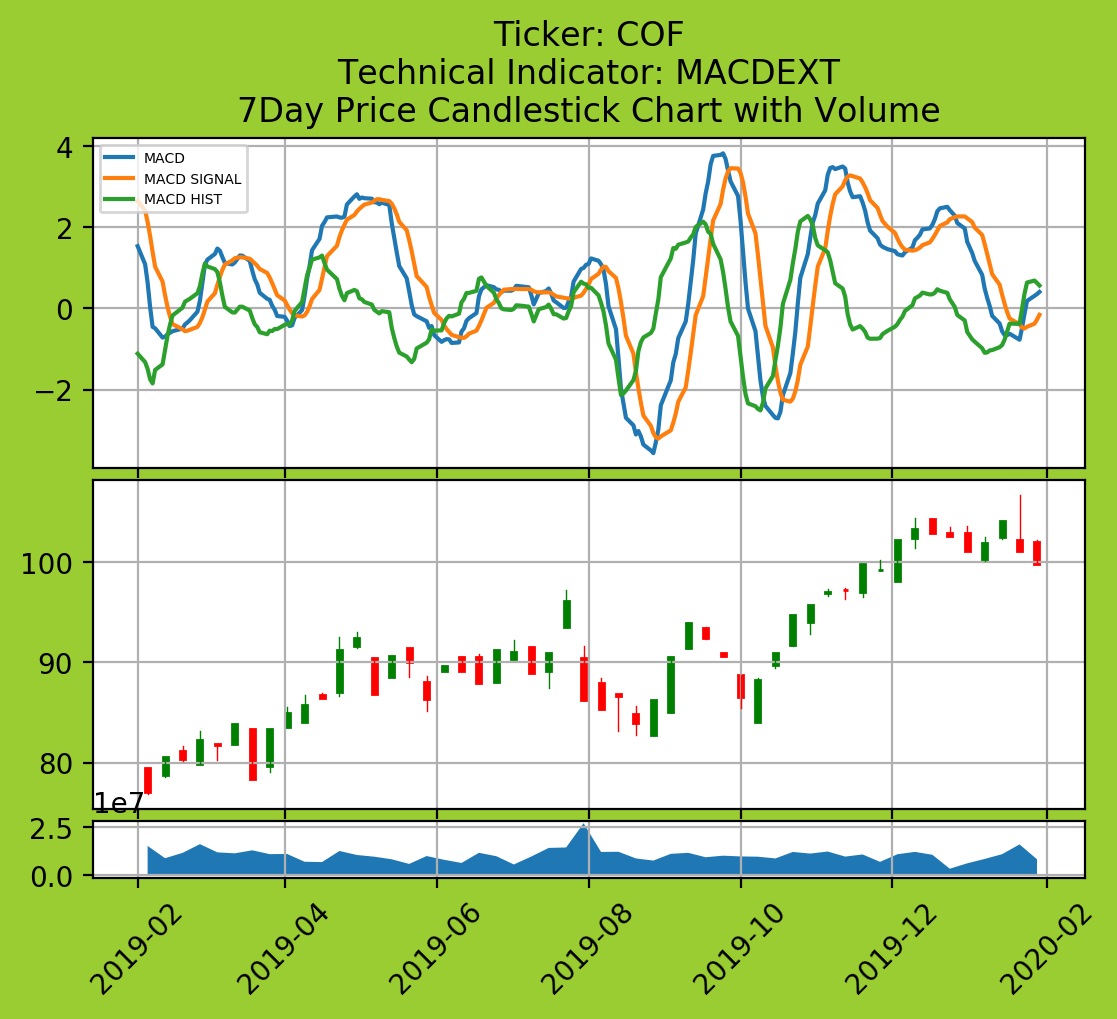 Ticker: COF
Technical Indicator: MACDEXT
7Day Price Candlestick Chart with Volume
4
2
0
−2
MACD
MACD SIGNAL
MACD HIST
100
90
80
1e7
2.5
0.0
2019-02
2019-04
2019-06
2019-08
2019-10
2019-12
2020-02